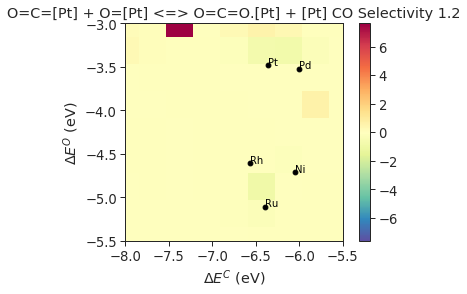 O=C=[Pt] + O=[Pt] <=> O=C=O.[Pt] + [Pt] CO Selectivity 1.2
−3.0
−3.5
−4.0
−4.5
−5.0
−5.5
ΔE^O (eV)
Pt
Pd
Rh
Ni
Ru
−8.0 −7.5 −7.0 −6.5 −6.0 −5.5
ΔE^C (eV)
6
4
2
0
−2
−4
−6